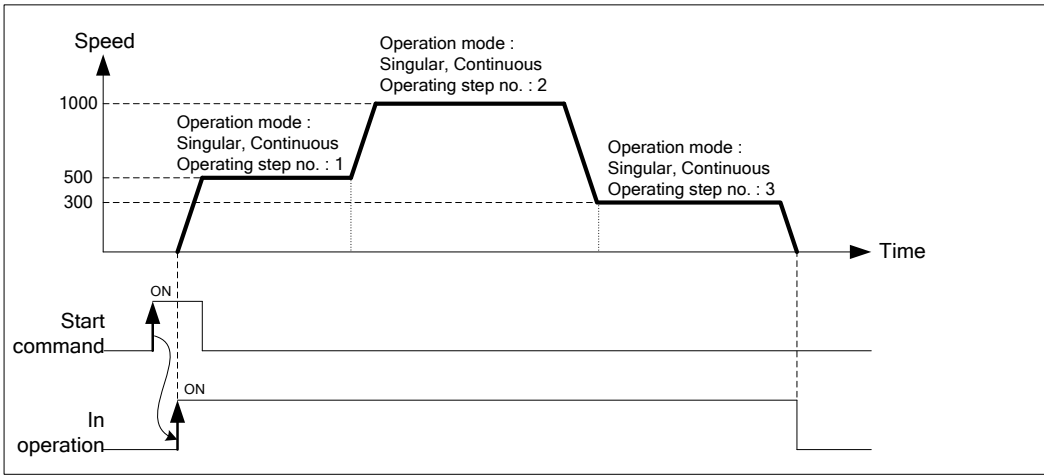 Speed
Operation mode :
Singular, Continuous
Operating step no. : 2
1000
Operation mode :
Singular, Continuous
Operating step no. : 1
Operation mode :
Singular, Continuous
Operating step no. : 3
500
300
Time
ON
Start
command
ON
In
operation